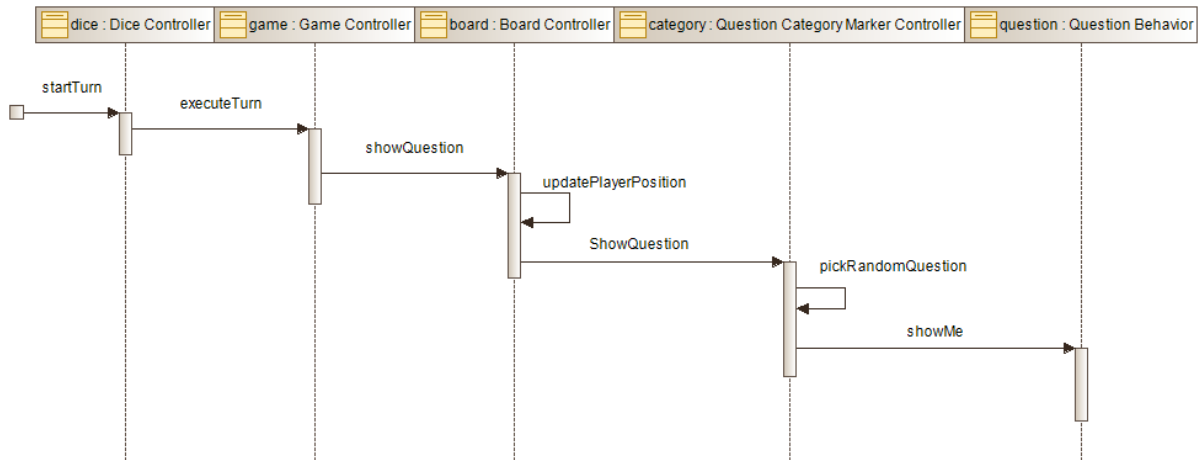 dice : Dice Controller
game : Game Controller
board : Board Controller
category : Question Category Marker Controller
question : Question Behavior
startTurn
executeTurn
showQuestion
updatePlayerPosition
ShowQuestion
pickRandomQuestion
showMe